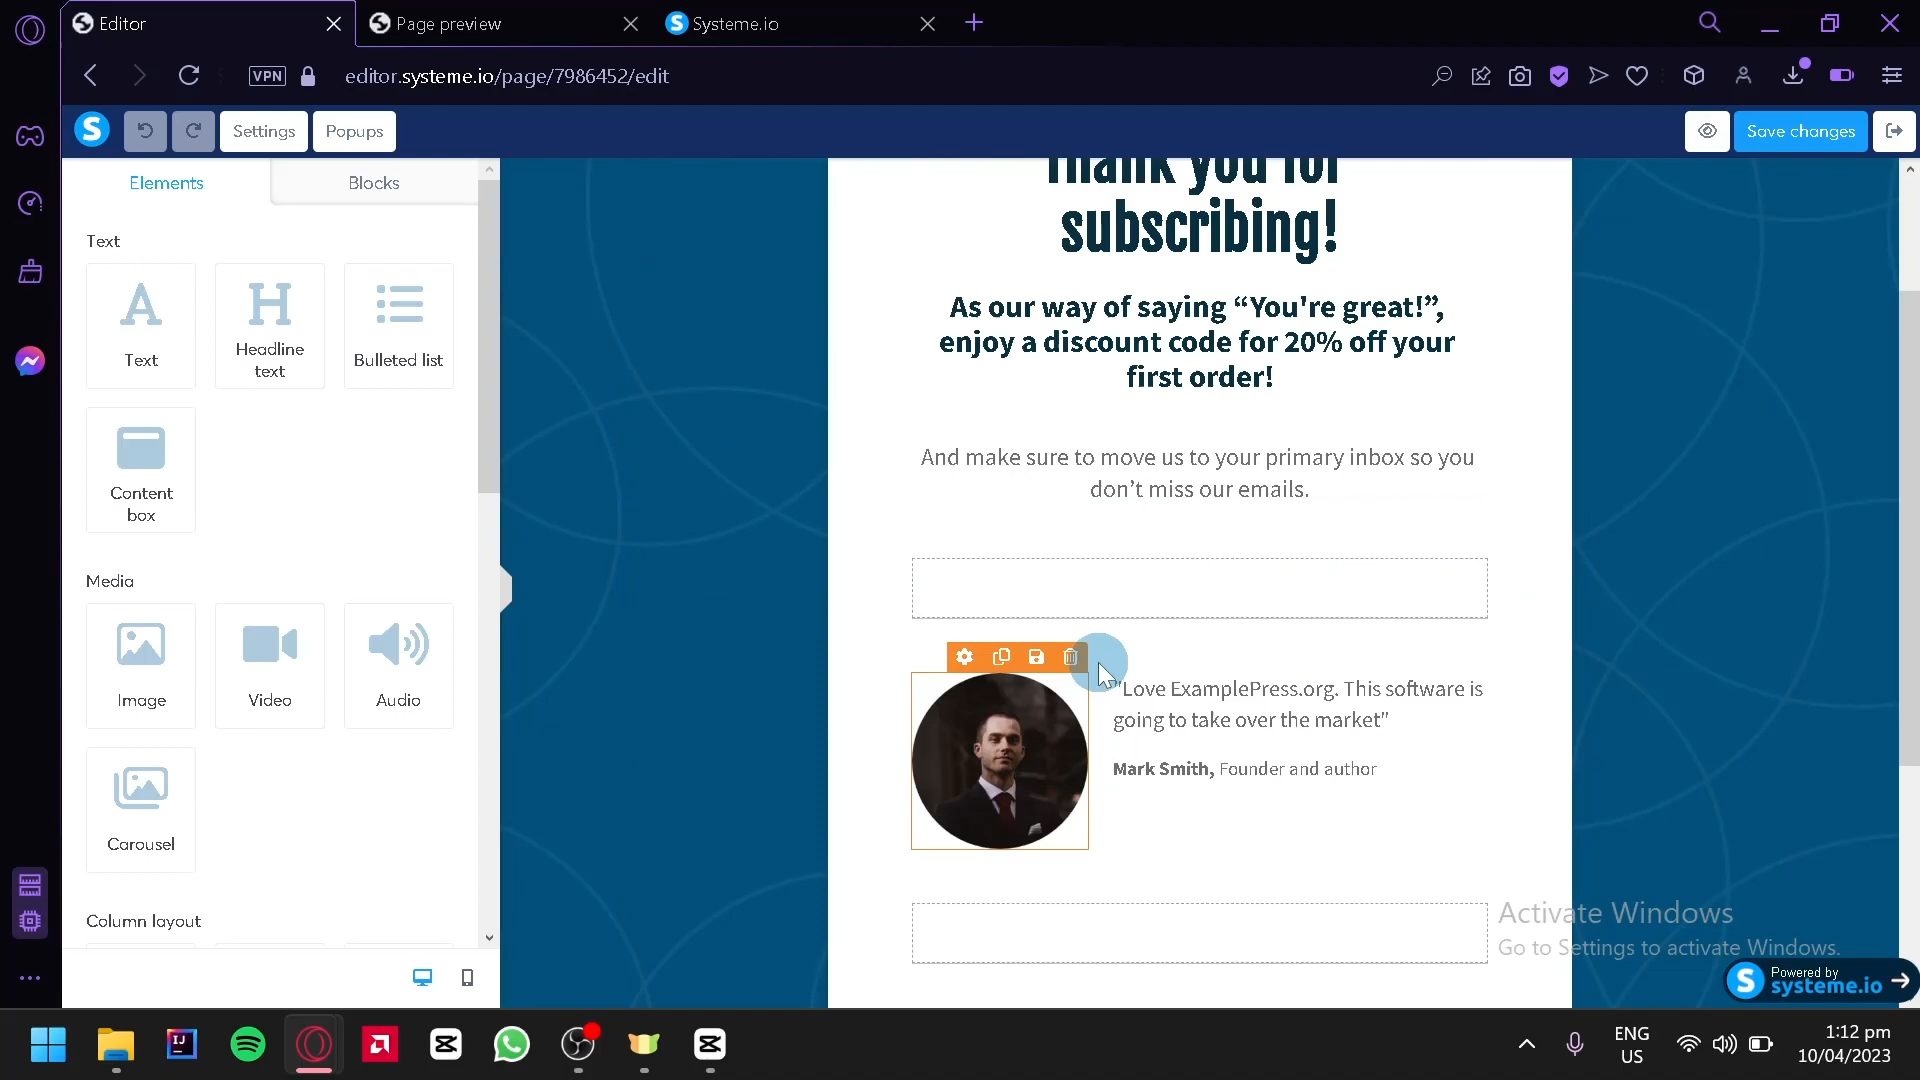 Editor
Page preview
Systeme.io
VPN
editor.systeme.io/page/7986452/edit
S
Settings
Popups
Save changes
Elements
Blocks
Text
A
Text
H
Headline
text
Bulleted list
Content
box
Media
Image
Video
Audio
Carousel
Column layout
Thank you for
subscribing!
As our way of saying “You're great!”,
enjoy a discount code for 20% off your
first order!
And make sure to move us to your primary inbox so you
don’t miss our emails.
"Love ExamplePress.org. This software is
going to take over the market"
Mark Smith, Founder and author
Activate Windows
Go to Settings to activate Windows.
S
Powered by
systeme.io
IJ
ENG
US
1:12 pm
10/04/2023